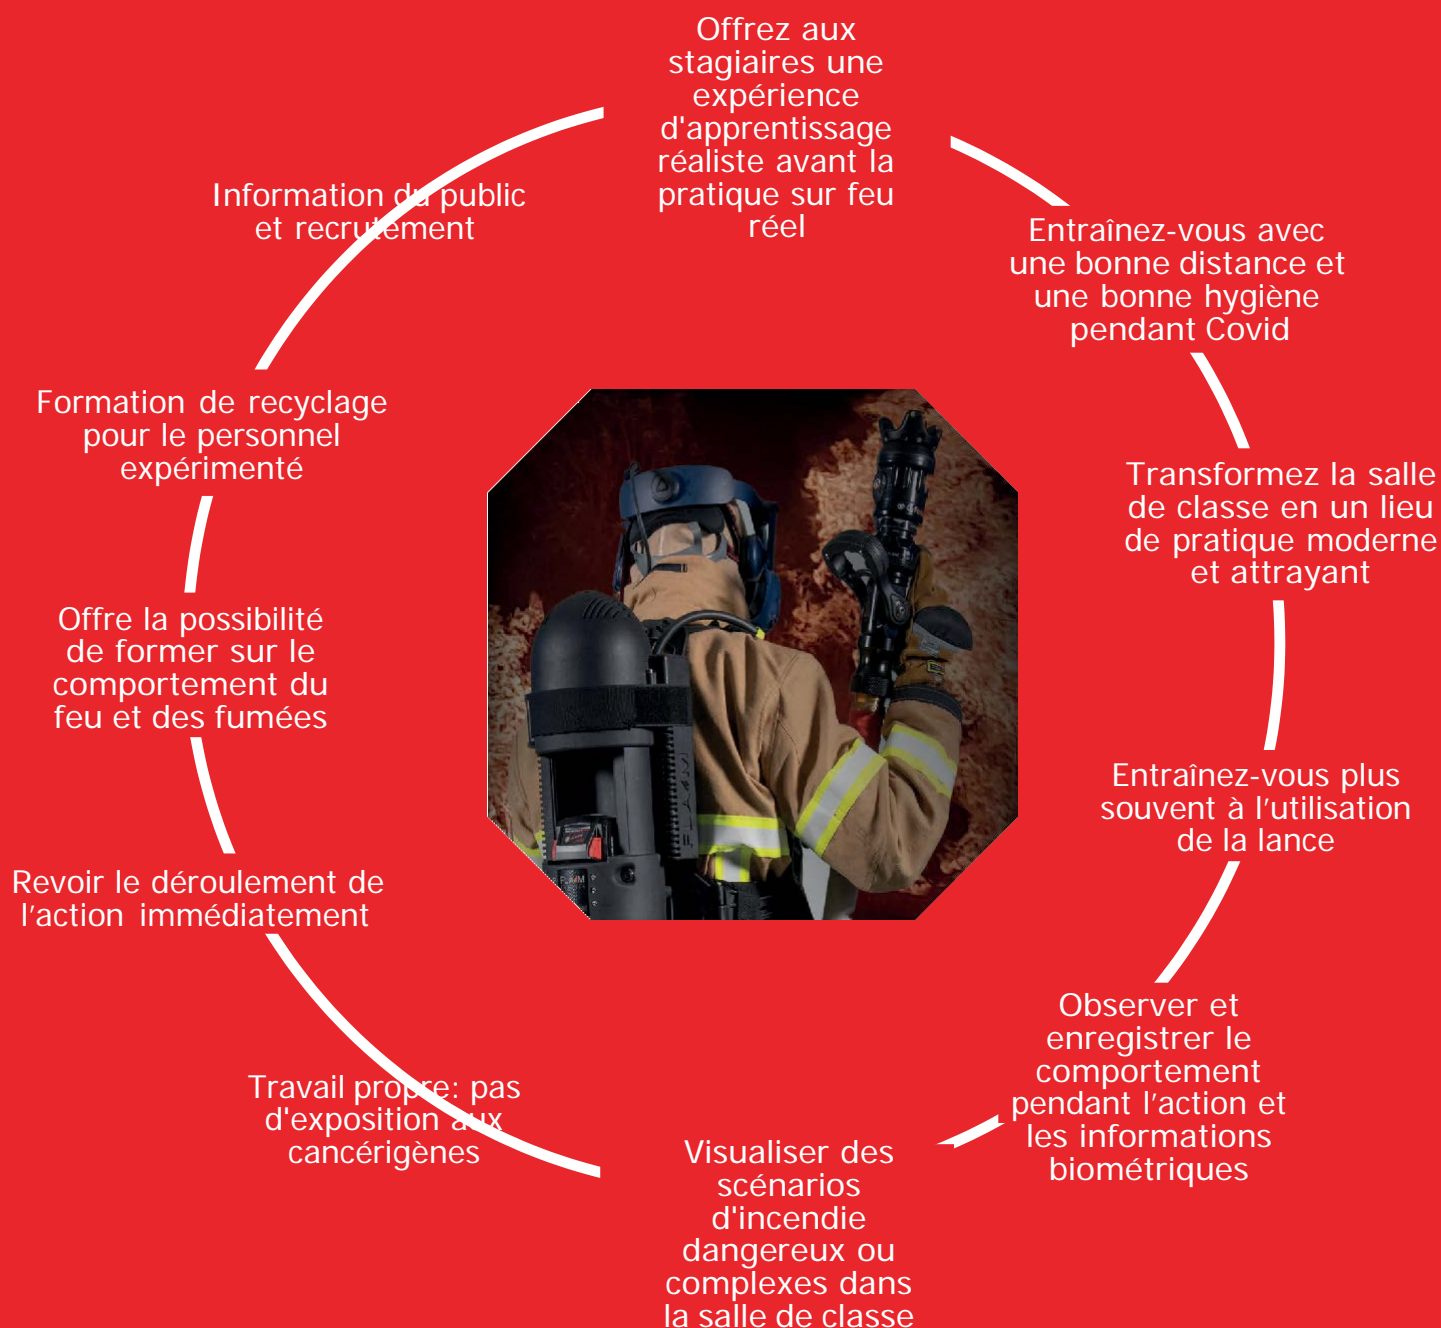 Offrez aux
stagiaires une
expérience
d'apprentissage
réaliste avant la
pratique sur feu
réel
Entraînez-vous avec
une bonne distance et
une bonne hygiène
pendant Covid
Transformez la salle
de classe en un lieu
de pratique moderne
et attrayant
Entraînez-vous plus
souvent à l'utilisation
de la lance
Observer et
enregistrer le
comportement
pendant l'action et
les informations
biométriques
Visualiser des
scénarios
d'incendie
dangereux ou
complexes dans
la salle de classe
Travail propre: pas
d'exposition aux
cancérigènes
Revoir le déroulement de
l'action immédiatement
Offre la possibilité
de former sur le
comportement du
feu et des fumées
Formation de recyclage
pour le personnel
expérimenté
Information du public
et recrutement
FLAIM